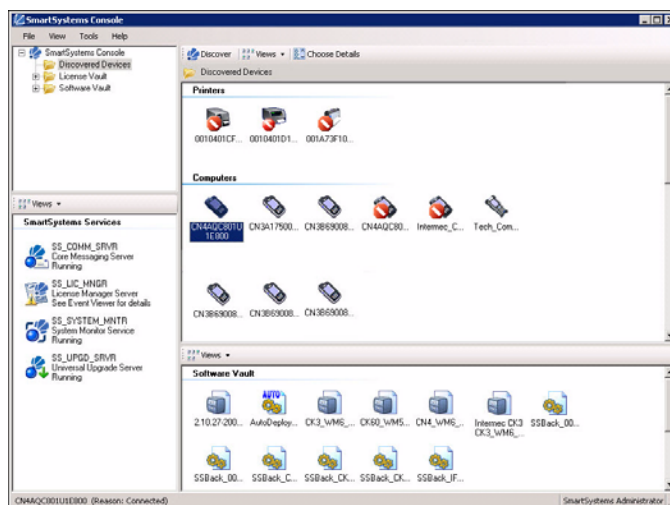 SmartSystems Console
File View Tools Help
SmartSystems Console
Discovered Devices
License Vault
Software Vault
Discover Views Choose Details
Discovered Devices
Printers
0010401CF... 0010401D1... 001A73F10...
Computers
CN4AQC801U CN3A17500... CN3B69008... CN4AQC80... Intermec_C... Tech_Com...
1E800
CN3B69008... CN3B69008... CN3B69008...
Views
SmartSystems Services
SS_COMM_SRVR
Core Messaging Server
Running
SS_LIC_MNGR
License Manager Server
See Event Viewer for details
SS_SYSTEM_MNTR
System Monitor Service
Running
SS_UPGD_SRVR
Universal Upgrade Server
Running
Views
Software Vault
2.10.27-200... AutoDeploy... CK3_WM6_... CK60_WM5... CN4_WM6_... Intermec CK3 SSBack_00...
CK3_WM6_...
SSBack_00... SSBack_C... SSBack_CK... SSBack_CK... SSBack_IF...
CN4AQC801U1E800 (Reason: Connected) SmartSystems Administrator